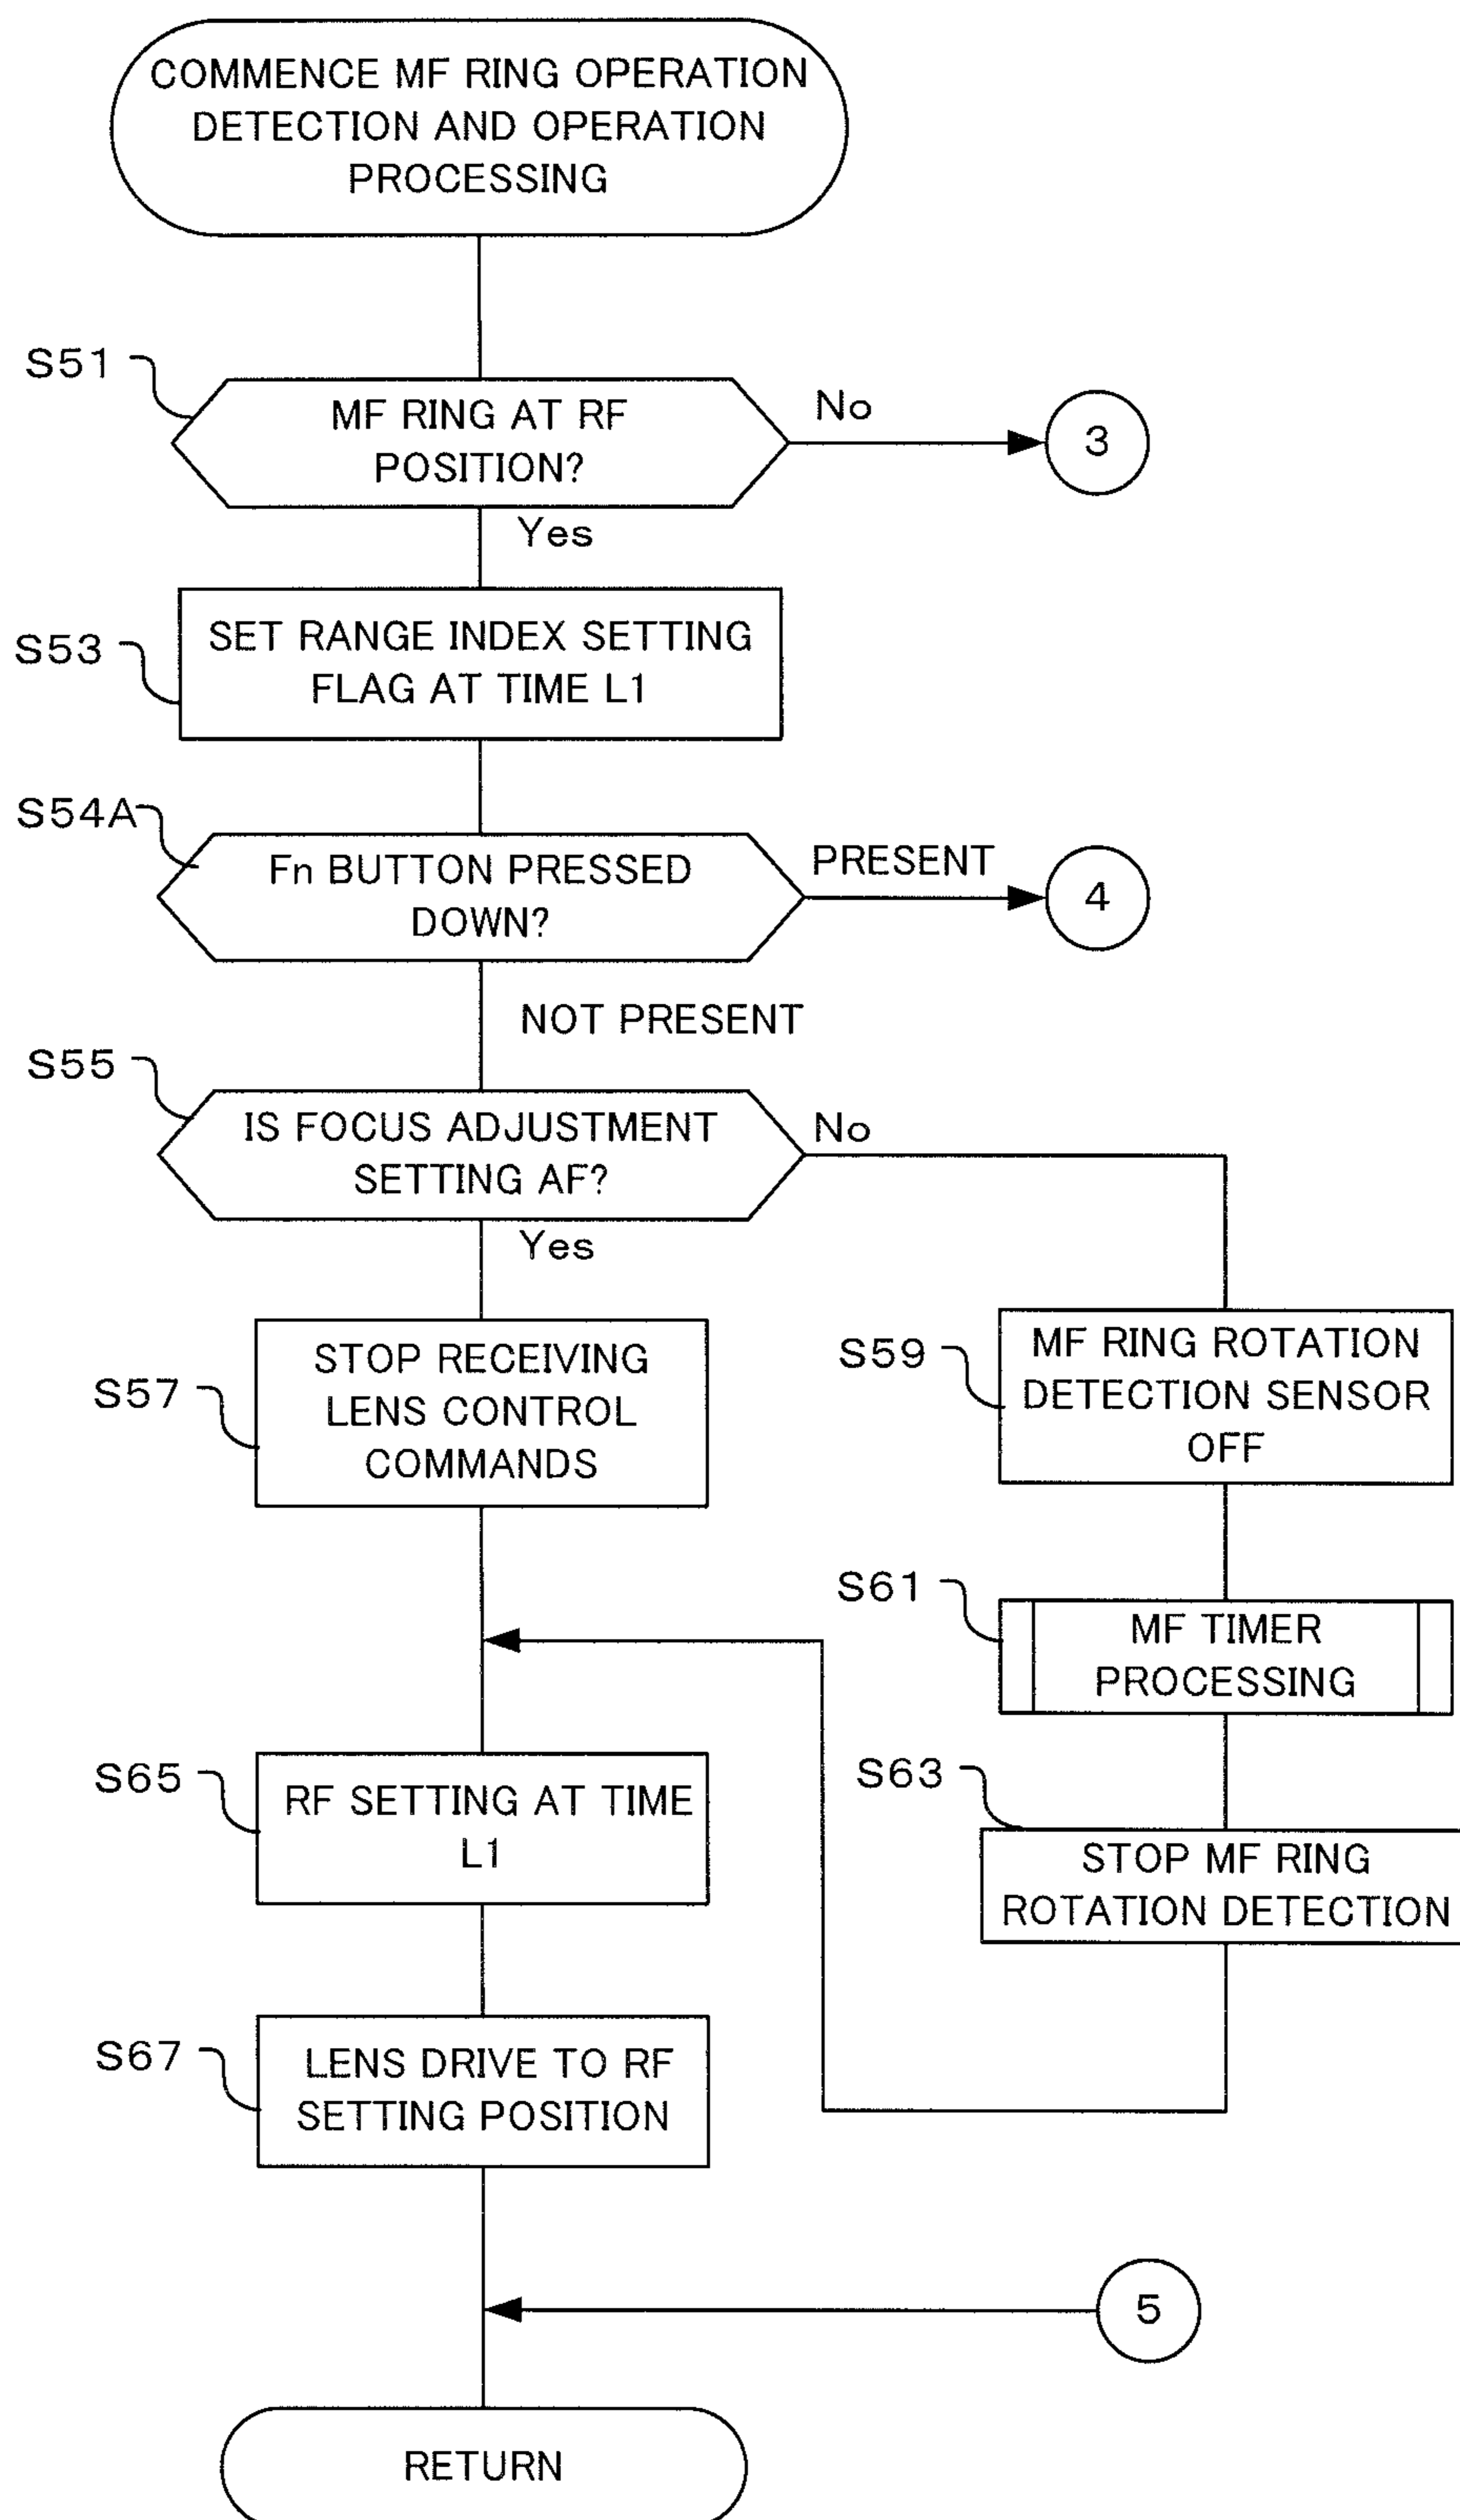 COMMENCE MF RING OPERATION
DETECTION AND OPERATION
PROCESSING
S51
MF RING AT RF
POSITION?
No
3
Yes
S53
SET RANGE INDEX SETTING
FLAG AT TIME L1
S54A
Fn BUTTON PRESSED
DOWN?
PRESENT
4
NOT PRESENT
S55
IS FOCUS ADJUSTMENT
SETTING AF?
No
Yes
S57
STOP RECEIVING
LENS CONTROL
COMMANDS
S59
MF RING ROTATION
DETECTION SENSOR
OFF
S61
MF TIMER
PROCESSING
S63
STOP MF RING
ROTATION DETECTION
S65
RF SETTING AT TIME
L1
S67
LENS DRIVE TO RF
SETTING POSITION
5
RETURN